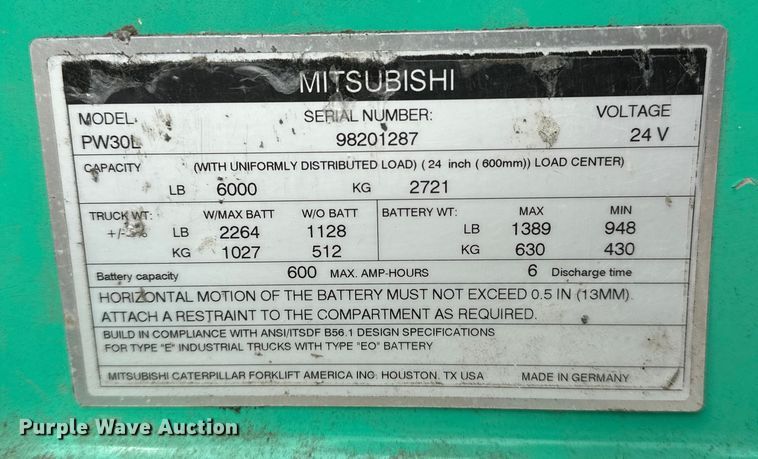 MITSUBISHI
MODEL: SERIAL NUMBER: VOLTAGE
PW30L 98201287 24 V
CAPACITY (WITH UNIFORMLY DISTRIBUTED LOAD) ( 24 inch ( 600mm)) LOAD CENTER)
LB 6000 KG 2721
TRUCK WT: W/MAX BATT W/O BATT BATTERY WT: MAX MIN
+/- % LB 2264 1128 LB 1389 948
KG 1027 512 KG 630 430
Battery capacity 600 MAX. AMP-HOURS 6 Discharge time
HORIZONTAL MOTION OF THE BATTERY MUST NOT EXCEED 0.5 IN (13MM).
ATTACH A RESTRAINT TO THE COMPARTMENT AS REQUIRED.
BUILD IN COMPLIANCE WITH ANSI/ITSDF B56.1 DESIGN SPECIFICATIONS
FOR TYPE "E" INDUSTRIAL TRUCKS WITH TYPE "EO" BATTERY
MITSUBISHI CATERPILLAR FORKLIFT AMERICA INC. HOUSTON, TX USA MADE IN GERMANY
Purple Wave Auction